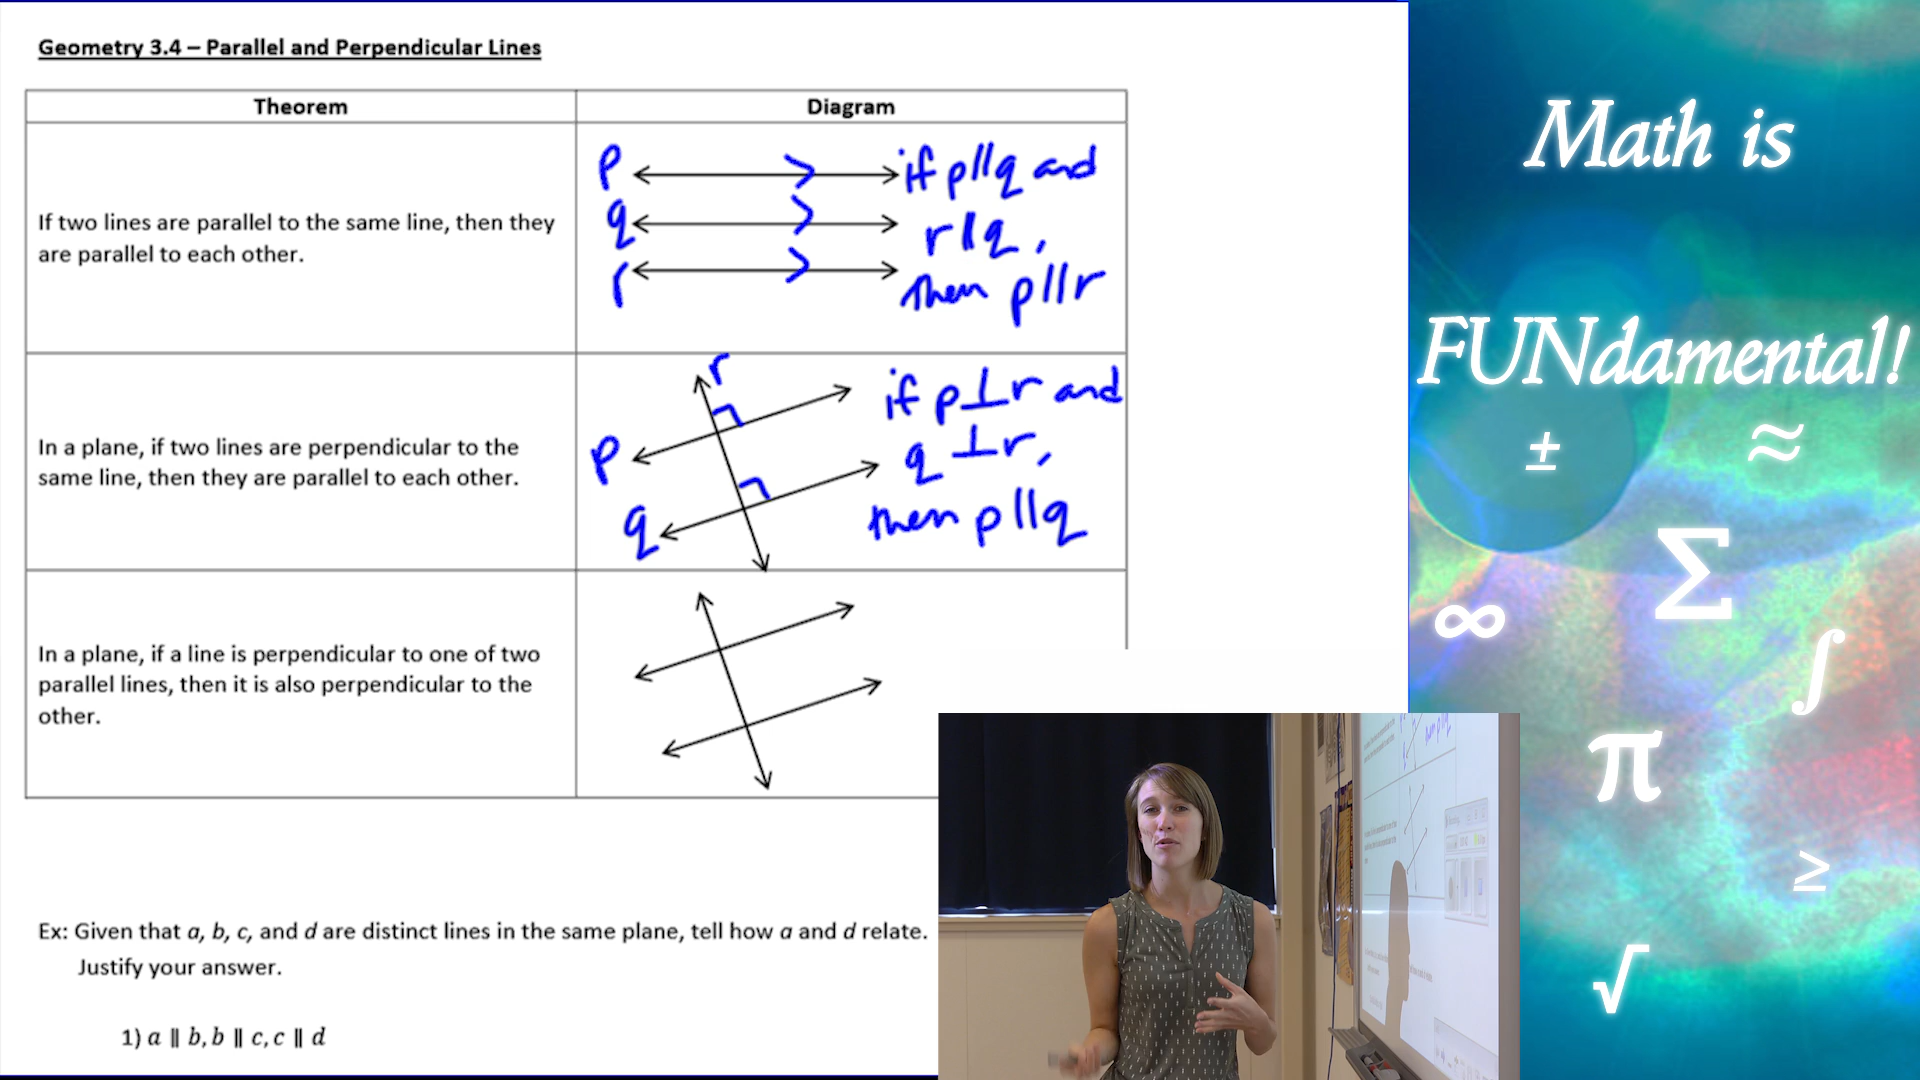 Geometry 3.4 – Parallel and Perpendicular Lines
Theorem
Diagram
If two lines are parallel to the same line, then they
are parallel to each other.
p
q
r
if p||q and
r||q,
then p||r
In a plane, if two lines are perpendicular to the
same line, then they are parallel to each other.
r
p
q
if p⊥r and
q⊥r,
then p||q
In a plane, if a line is perpendicular to one of two
parallel lines, then it is also perpendicular to the
other.
Ex: Given that a, b, c, and d are distinct lines in the same plane, tell how a and d relate.
Justify your answer.
1) a ∥ b, b ∥ c, c ∥ d
Math is
FUNdamental!
± ≈
Σ
∞
∫
π
≥
√